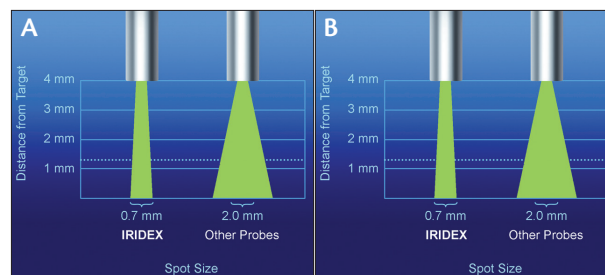 A
Distance from Target
4 mm
3 mm
2 mm
1 mm
0.7 mm
2.0 mm
IRIDEX
Other Probes
Spot Size
B
Distance from Target
4 mm
3 mm
2 mm
1 mm
0.7 mm
2.0 mm
IRIDEX
Other Probes
Spot Size